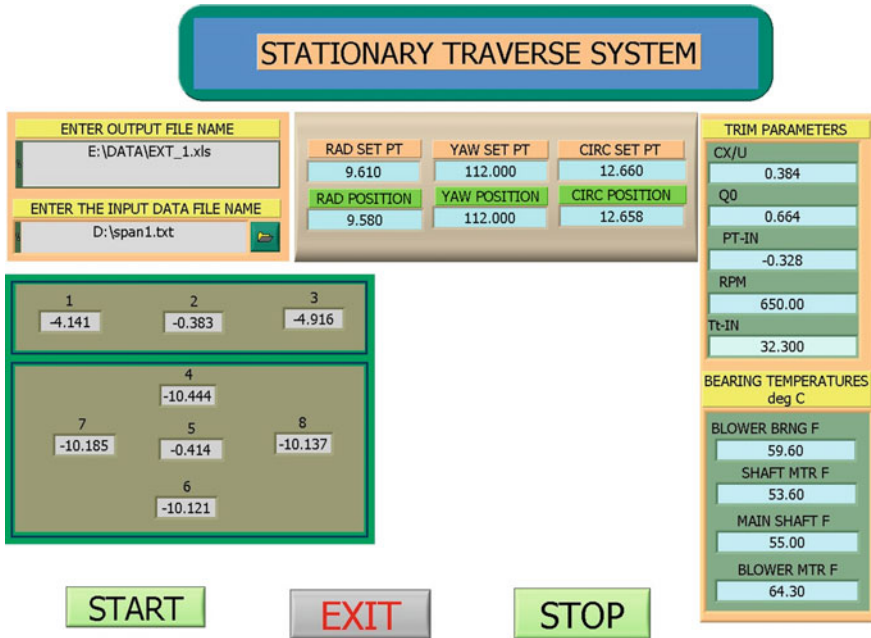 STATIONARY TRAVERSE SYSTEM
ENTER OUTPUT FILE NAME
E:\DATA\EXT_1.xls
ENTER THE INPUT DATA FILE NAME
D:\span1.txt
RAD SET PT YAW SET PT CIRC SET PT
9.610 112.000 12.660
RAD POSITION YAW POSITION CIRC POSITION
9.580 112.000 12.658
TRIM PARAMETERS
CX/U
0.384
Q0
0.664
PT-IN
-0.328
RPM
650.00
Tt-IN
32.300
1 2 3
-4.141 -0.383 -4.916
4
-10.444
7 5 8
-10.185 -0.414 -10.137
6
-10.121
BEARING TEMPERATURES
deg C
BLOWER BRNG F
59.60
SHAFT MTR F
53.60
MAIN SHAFT F
55.00
BLOWER MTR F
64.30
START EXIT STOP